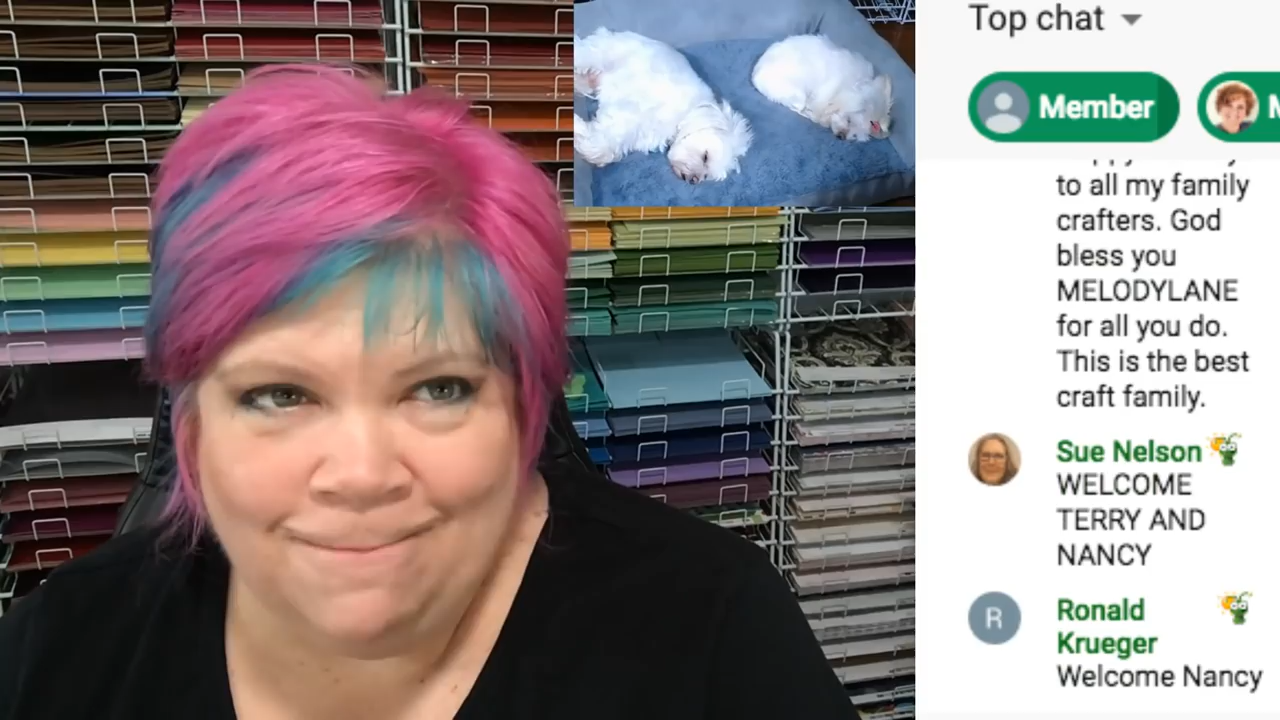 Top chat
Member
to all my family
crafters. God
bless you
MELODYLANE
for all you do.
This is the best
craft family.
Sue Nelson
WELCOME
TERRY AND
NANCY
R
Ronald
Krueger
Welcome Nancy